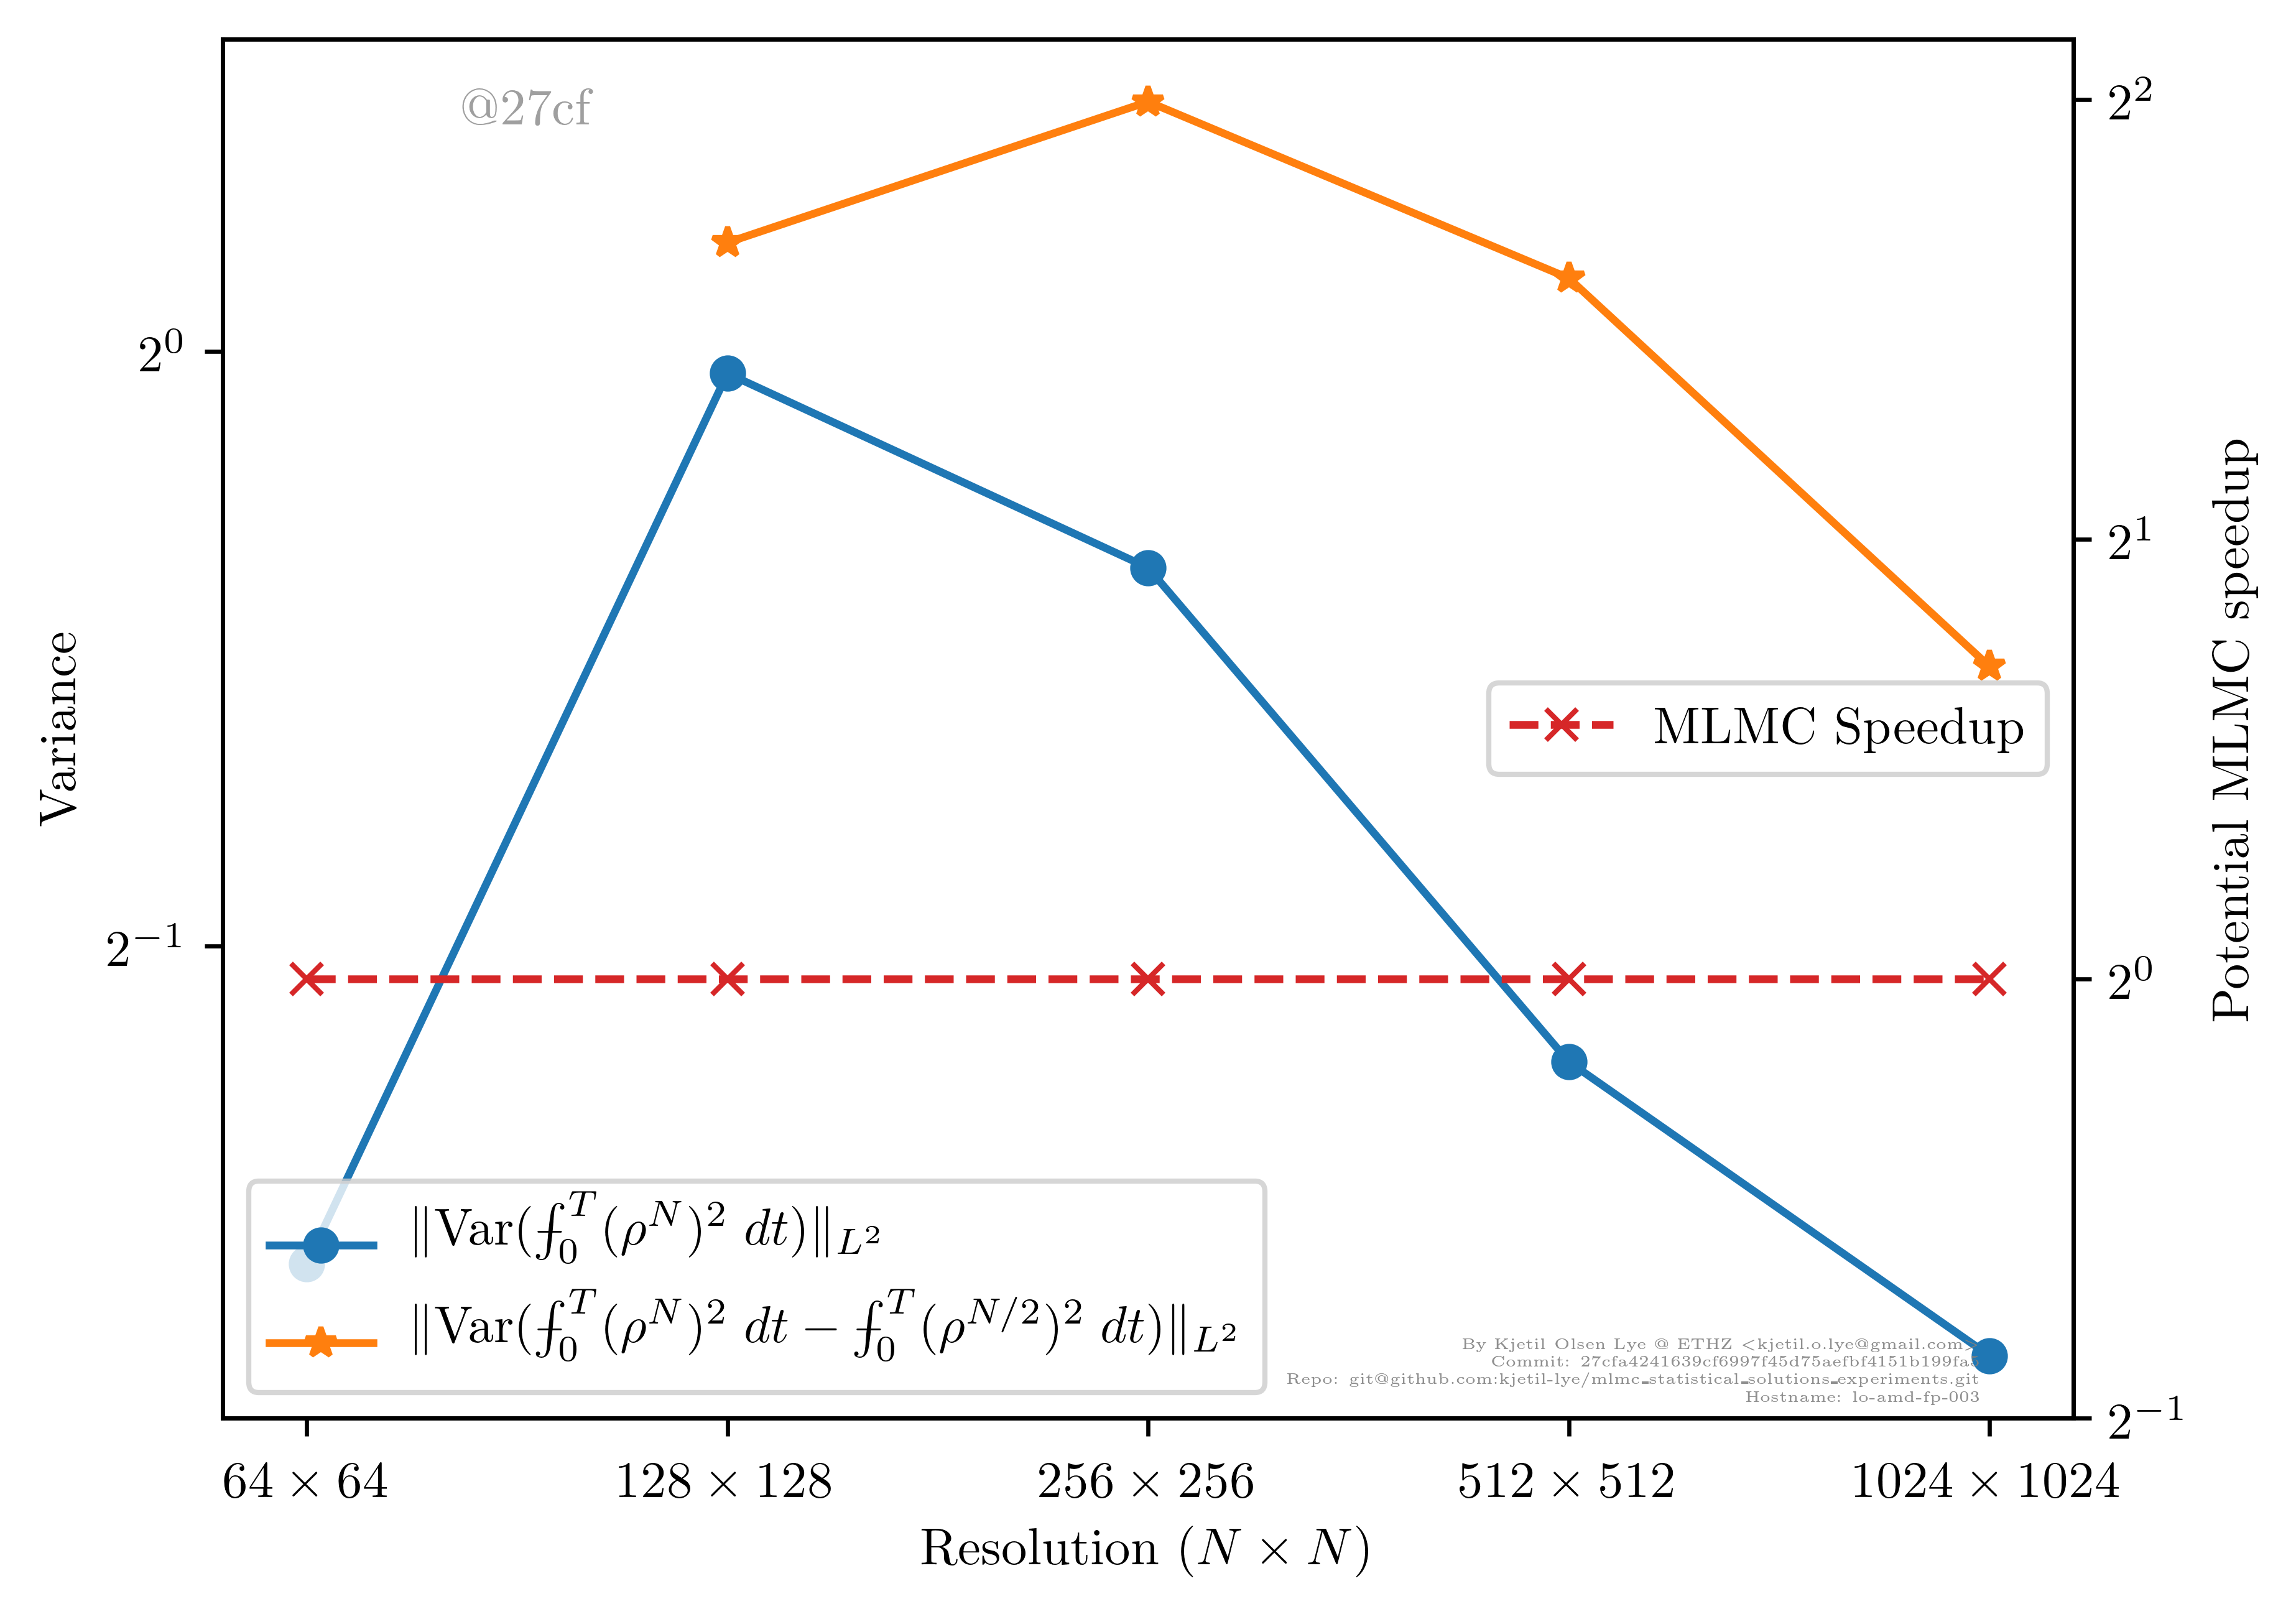 @27cf
2^2
2^0
2^1
Variance
Potential MLMC speedup
MLMC Speedup
2^{-1}
2^0
‖Var(⨍_0^T (ρ^N)^2 dt)‖_{L^2}
‖Var(⨍_0^T (ρ^N)^2 dt − ⨍_0^T (ρ^{N/2})^2 dt)‖_{L^2}
By Kjetil Olsen Lye @ ETHZ <kjetil.o.lye@gmail.com>
Commit: 27cfa4241639cf6997f45d75aefbf4151b199fa5
Repo: git@github.com:kjetil-lye/mlmc_statistical_solutions_experiments.git
Hostname: lo-amd-fp-003
2^{-1}
64 × 64 128 × 128 256 × 256 512 × 512 1024 × 1024
Resolution (N × N)